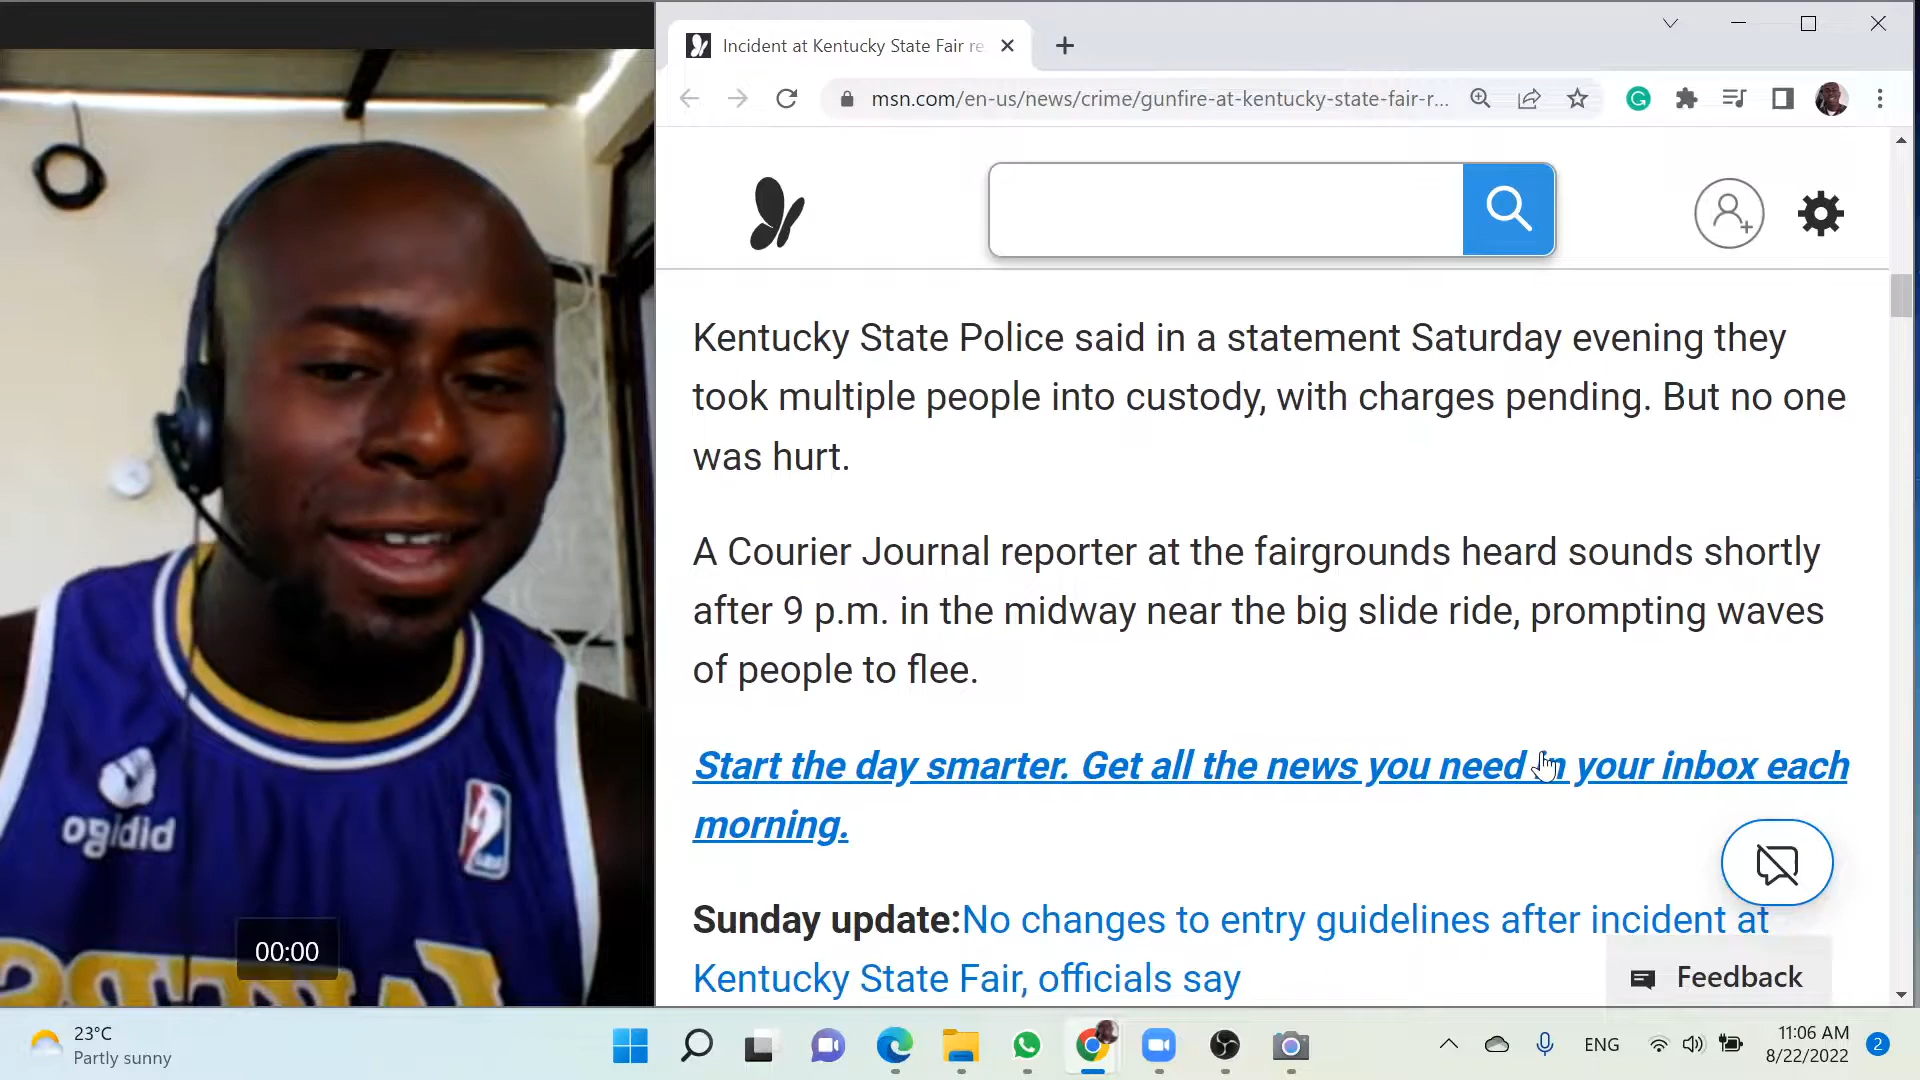 Incident at Kentucky State Fair re
msn.com/en-us/news/crime/gunfire-at-kentucky-state-fair-r...
Kentucky State Police said in a statement Saturday evening they
took multiple people into custody, with charges pending. But no one
was hurt.
A Courier Journal reporter at the fairgrounds heard sounds shortly
after 9 p.m. in the midway near the big slide ride, prompting waves
of people to flee.
Start the day smarter. Get all the news you need in your inbox each
morning.
Sunday update:No changes to entry guidelines after incident at
Kentucky State Fair, officials say
Feedback
00:00
23°C
Partly sunny
ENG
11:06 AM
8/22/2022
2